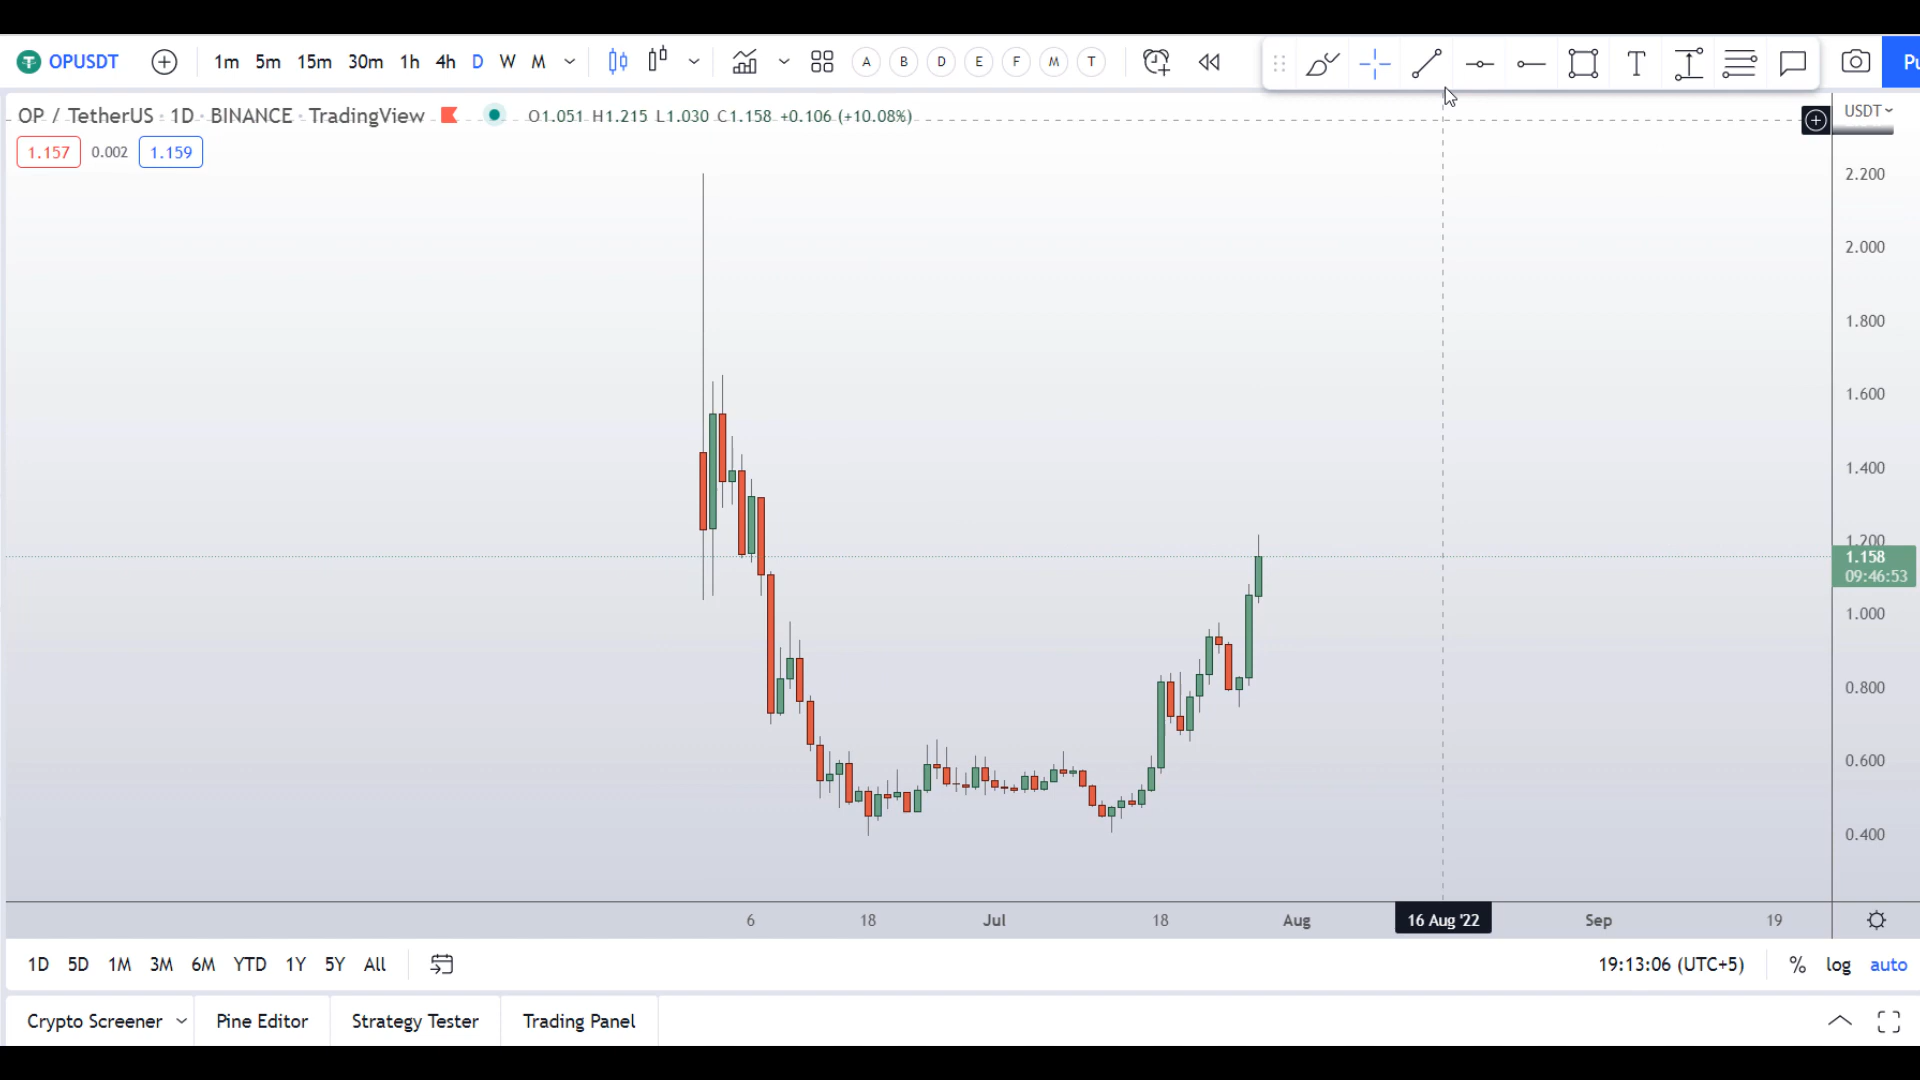 OPUSDT 1m 5m 15m 30m 1h 4h D W M A B D E F M T T Pu
OP / TetherUS · 1D · BINANCE · TradingView O1.051 H1.215 L1.030 C1.158 +0.106 (+10.08%) USDT
1.157 0.002 1.159
2.200
2.000
1.800
1.600
1.400
1.200
1.158
09:46:53
1.000
0.800
0.600
0.400
6 18 Jul 18 Aug 16 Aug '22 Sep 19
1D 5D 1M 3M 6M YTD 1Y 5Y All 19:13:06 (UTC+5) % log auto
Crypto Screener Pine Editor Strategy Tester Trading Panel